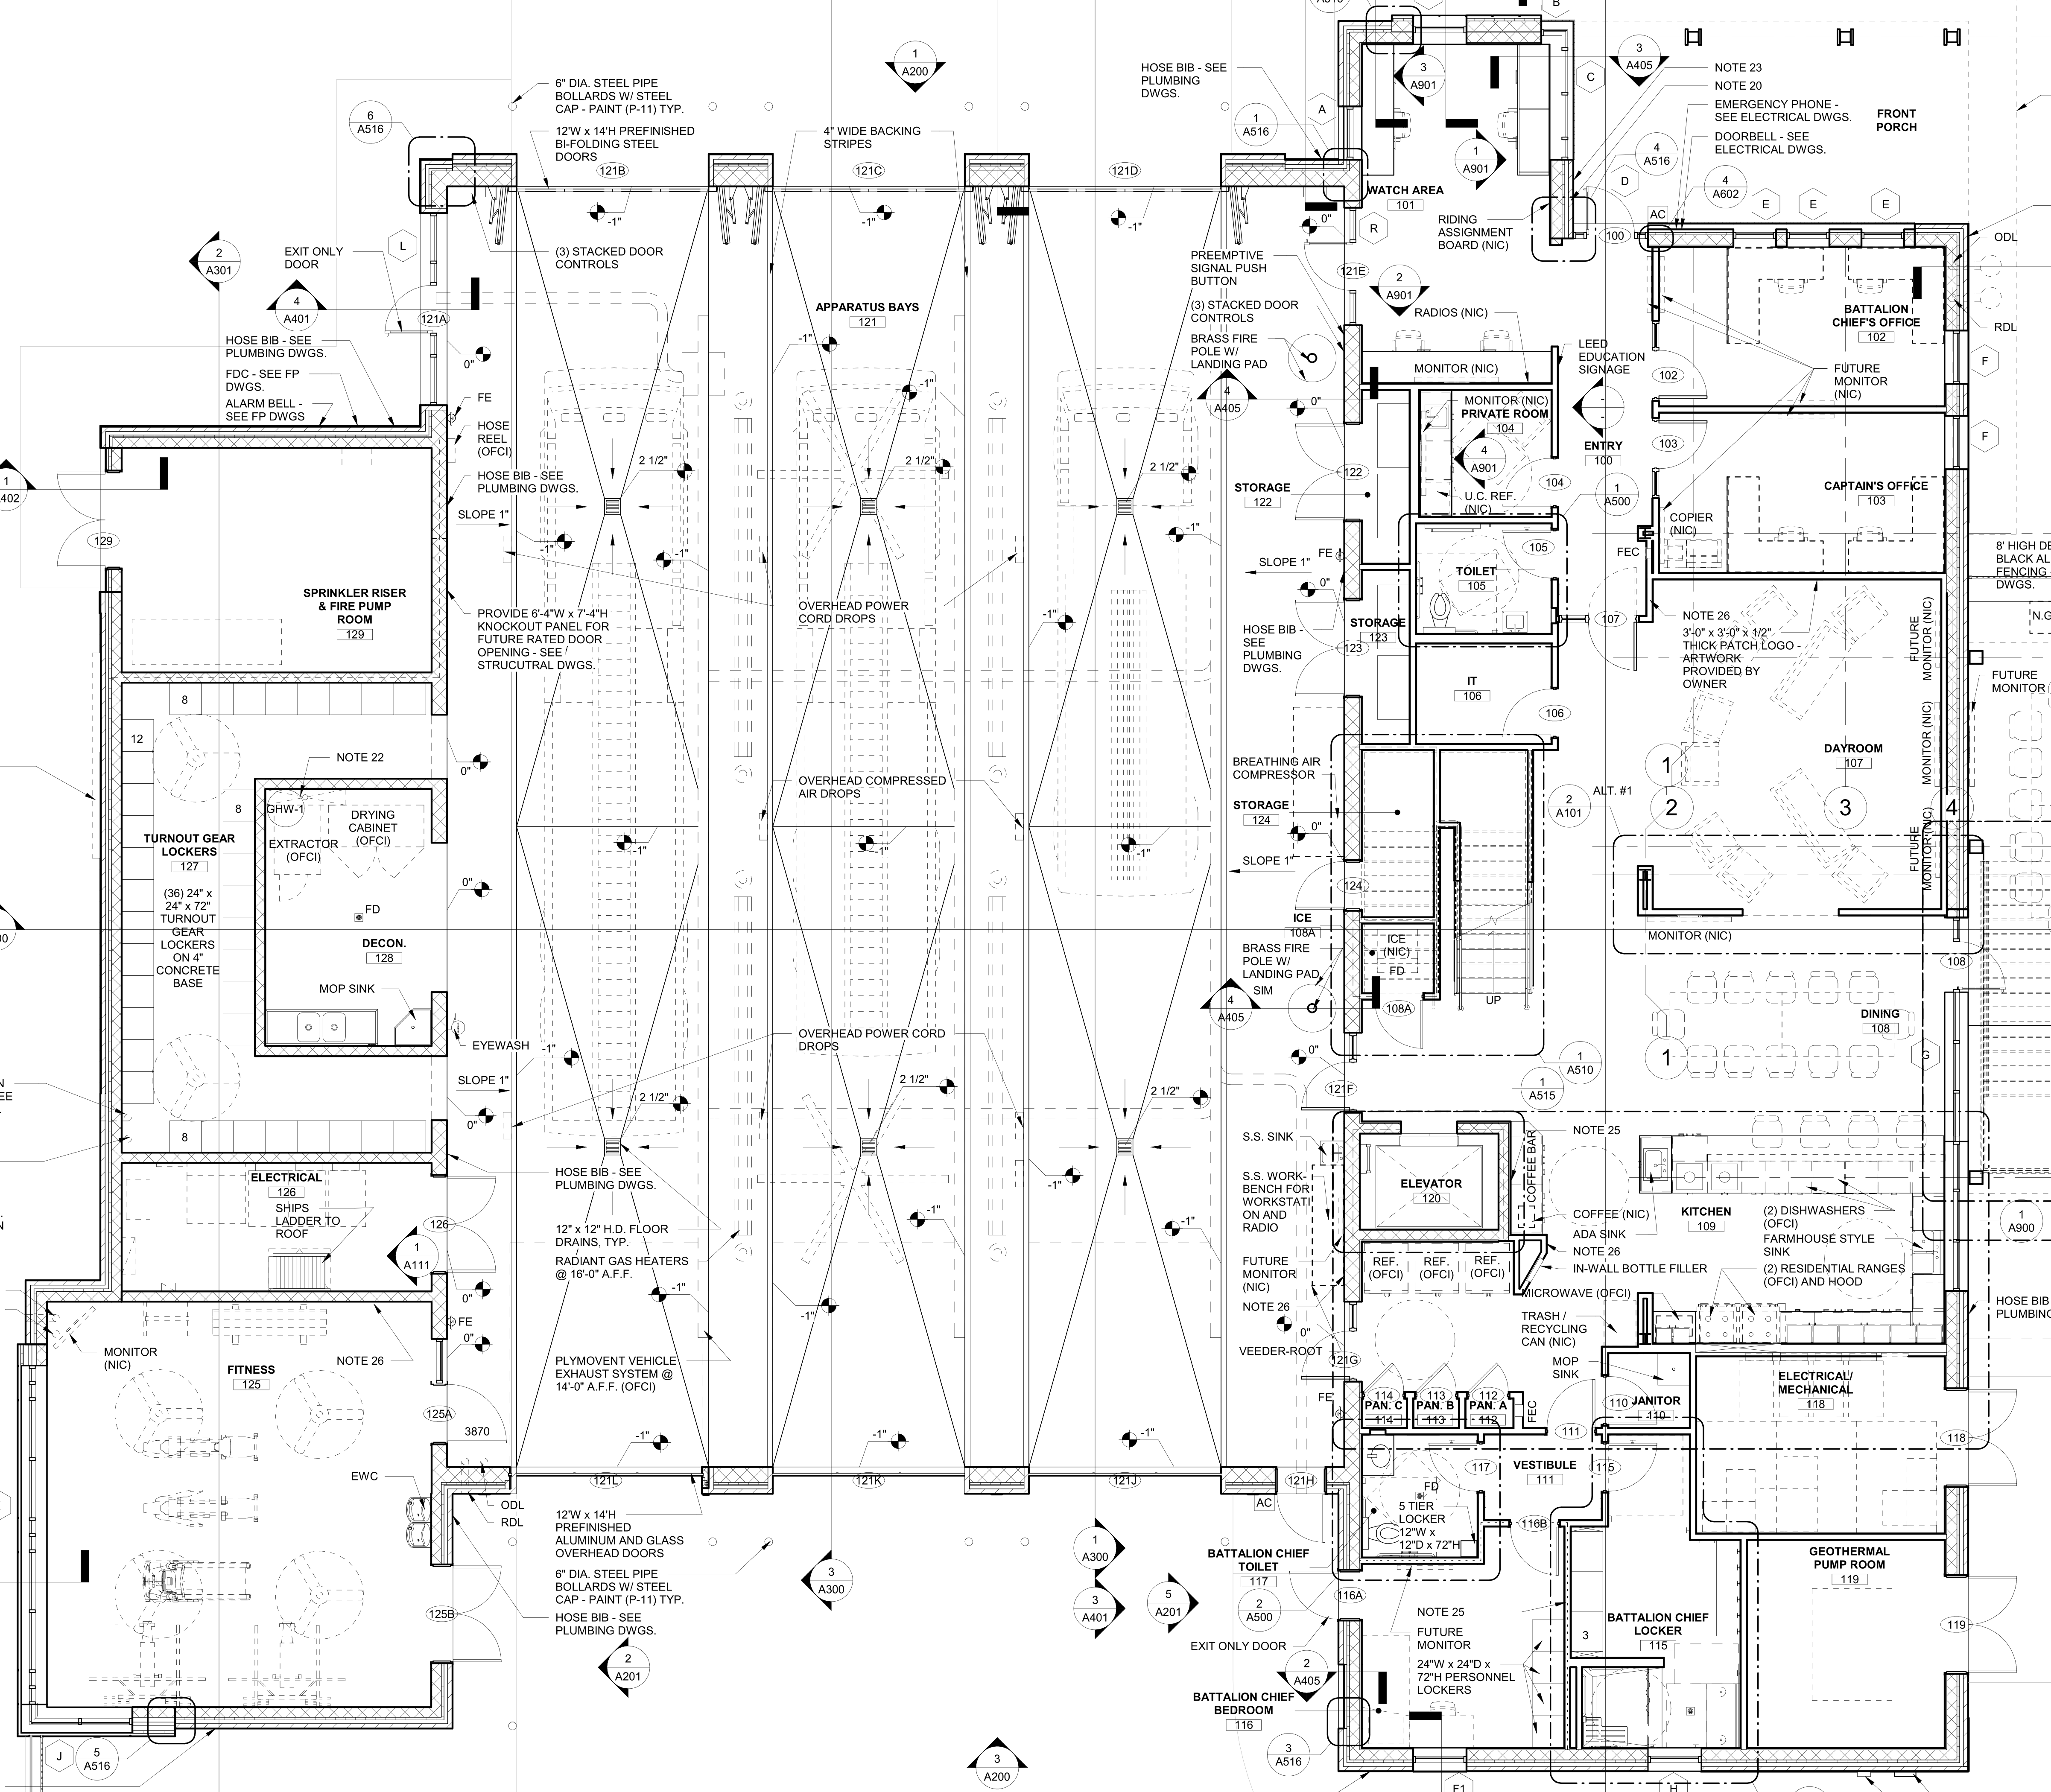 1
A200
3
A901
B
C
3
A405
NOTE 23
NOTE 20
EMERGENCY PHONE -
SEE ELECTRICAL DWGS.
DOORBELL - SEE
ELECTRICAL DWGS.
FRONT
PORCH
HOSE BIB - SEE
PLUMBING
DWGS.
A
1
A516
6" DIA. STEEL PIPE
BOLLARDS W/ STEEL
CAP - PAINT (P-11) TYP.
12'W x 14'H PREFINISHED
BI-FOLDING STEEL
DOORS
4" WIDE BACKING
STRIPES
6
A516
121B
121C
121D
1
A901
WATCH AREA
101
RIDING
ASSIGNMENT
BOARD (NIC)
4
A516
D
4
A602
AC
100
E
E
E
ODL
RDL
-1"
-1"
-1"
0"
R
2
A301
EXIT ONLY
DOOR
L
4
A401
(3) STACKED DOOR
CONTROLS
121A
0"
APPARATUS BAYS
121
-1"
PREEMPTIVE
SIGNAL PUSH
BUTTON
(3) STACKED DOOR
CONTROLS
BRASS FIRE
POLE W/
LANDING PAD
121E
2
A901
RADIOS (NIC)
MONITOR (NIC)
LEED
EDUCATION
SIGNAGE
BATTALION
CHIEF'S OFFICE
102
102
FUTURE
MONITOR
(NIC)
F
F
HOSE BIB - SEE
PLUMBING DWGS.
FDC - SEE FP
DWGS.
ALARM BELL -
SEE FP DWGS
FE
HOSE
REEL
(OFCI)
-1"
4
A405
0"
MONITOR (NIC)
PRIVATE ROOM
104
4
A901
U.C. REF.
(NIC)
104
ENTRY
100
1
A500
103
CAPTAIN'S OFFICE
103
COPIER
(NIC)
FEC
HOSE BIB - SEE
PLUMBING DWGS.
SLOPE 1"
2 1/2"
2 1/2"
2 1/2"
-1"
-1"
-1"
STORAGE
122
122
FE
SLOPE 1"
0"
TOILET
105
105
1
A402
129
SPRINKLER RISER
& FIRE PUMP
ROOM
129
PROVIDE 6'-4"W x 7'-4"H
KNOCKOUT PANEL FOR
FUTURE RATED DOOR
OPENING - SEE
STRUCUTRAL DWGS.
OVERHEAD POWER
CORD DROPS
-1"
HOSE BIB -
SEE
PLUMBING
DWGS.
STORAGE
123
123
107
NOTE 26
3'-0" x 3'-0" x 1/2"
THICK PATCH LOGO -
ARTWORK
PROVIDED BY
OWNER
FUTURE
MONITOR (NIC)
8' HIGH
BLACK
FENCING
DWGS.
FUTURE
MONITOR
IT
106
106
8
12
NOTE 22
0"
GHW-1
8
DRYING
CABINET
(OFCI)
EXTRACTOR
(OFCI)
TURNOUT GEAR
LOCKERS
127
(36) 24" x
24" x 72"
TURNOUT
GEAR
LOCKERS
ON 4"
CONCRETE
BASE
FD
DECON.
128
MOP SINK
0"
OVERHEAD COMPRESSED
AIR DROPS
-1"
-1"
-1"
BREATHING AIR
COMPRESSOR
STORAGE
124
0"
SLOPE 1"
124
2
A101
ALT. #1
DAYROOM
107
MONITOR (NIC)
1
2
3
4
FUTURE
MONITOR (NIC)
MONITOR (NIC)
ICE
108A
ICE
(NIC)
FD
BRASS FIRE
POLE W/
LANDING PAD
SIM
4
A405
108A
UP
108
DINING
108
1
G
EYEWASH
-1"
SLOPE 1"
OVERHEAD POWER CORD
DROPS
0"
121F
1
A510
1
A515
2 1/2"
2 1/2"
2 1/2"
0"
8
S.S. SINK
S.S. WORK-
BENCH FOR
WORKSTATI
ON AND
RADIO
ELEVATOR
120
COFFEE BAR
NOTE 25
COFFEE (NIC)
ADA SINK
NOTE 26
IN-WALL BOTTLE FILLER
KITCHEN
109
(2) DISHWASHERS
(OFCI)
FARMHOUSE STYLE
SINK
(2) RESIDENTIAL RANGES
(OFCI) AND HOOD
1
A900
ELECTRICAL
126
SHIPS
LADDER TO
ROOF
126
1
A111
HOSE BIB - SEE
PLUMBING DWGS.
12" x 12" H.D. FLOOR
DRAINS, TYP.
RADIANT GAS HEATERS
@ 16'-0" A.F.F.
-1"
-1"
-1"
FUTURE
MONITOR
(NIC)
REF.
(OFCI)
REF.
(OFCI)
REF.
(OFCI)
MICROWAVE (OFCI)
HOSE BIB
0"
FE
0"
-1"
-1"
NOTE 26
0"
VEEDER-ROOT
121G
TRASH /
RECYCLING
CAN (NIC)
MONITOR
(NIC)
NOTE 26
FITNESS
125
PLYMOVENT VEHICLE
EXHAUST SYSTEM @
14'-0" A.F.F. (OFCI)
MOP
SINK
JANITOR
110
110
ELECTRICAL/
MECHANICAL
118
114
113
112
PAN. C
114
PAN. B
113
PAN. A
112
FEC
FE
125A
3870
-1"
-1"
-1"
111
118
EWC
121L
121K
121J
121H
AC
117
VESTIBULE
111
115
FD
5 TIER
LOCKER
12"W x
12"D x 72"H
116B
ODL
RDL
12'W x 14'H
PREFINISHED
ALUMINUM AND GLASS
OVERHEAD DOORS
6" DIA. STEEL PIPE
BOLLARDS W/ STEEL
CAP - PAINT (P-11) TYP.
HOSE BIB - SEE
PLUMBING DWGS.
1
A300
3
A300
3
A401
5
A201
BATTALION CHIEF
TOILET
117
2
A500
116A
GEOTHERMAL
PUMP ROOM
119
119
125B
2
A201
EXIT ONLY DOOR
2
A405
NOTE 25
FUTURE
MONITOR
24"W x 24"D x
72"H PERSONNEL
LOCKERS
BATTALION CHIEF
LOCKER
115
3
BATTALION CHIEF
BEDROOM
116
3
A516
J
5
A516
3
A200
F1
H